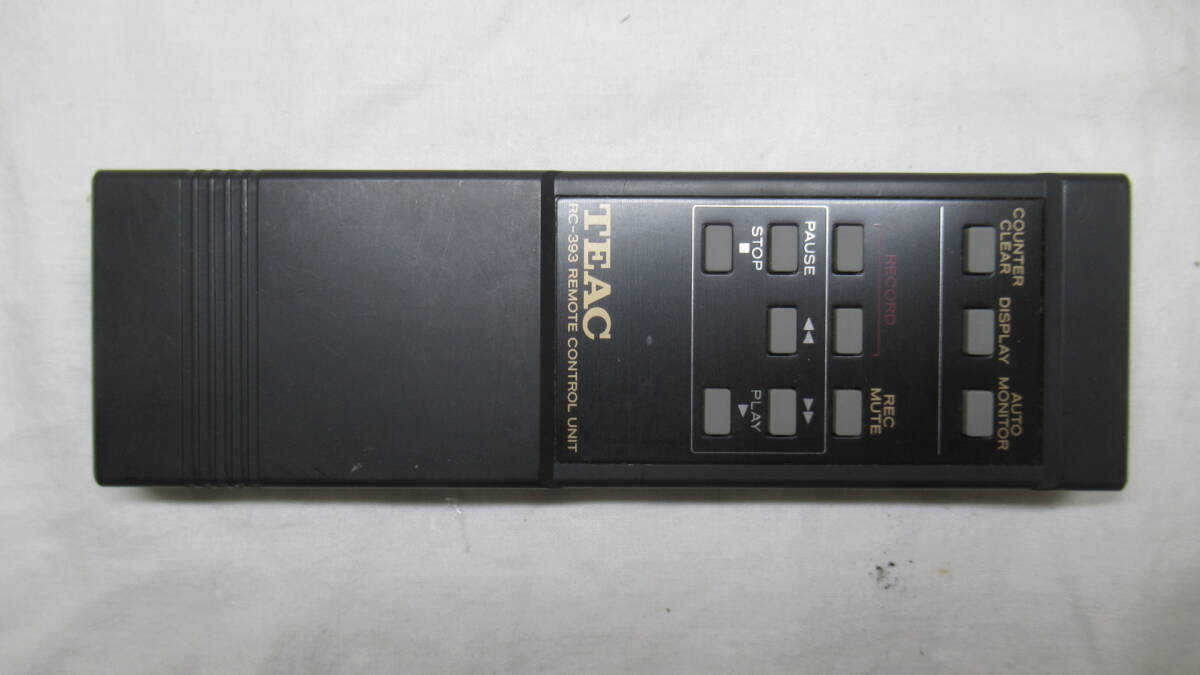 COUNTER
CLEAR
DISPLAY
AUTO
MONITOR
RECORD
REC
MUTE
PAUSE ◀◀ ▶▶
STOP ■
PLAY ▶
TEAC
RC-393 REMOTE CONTROL UNIT